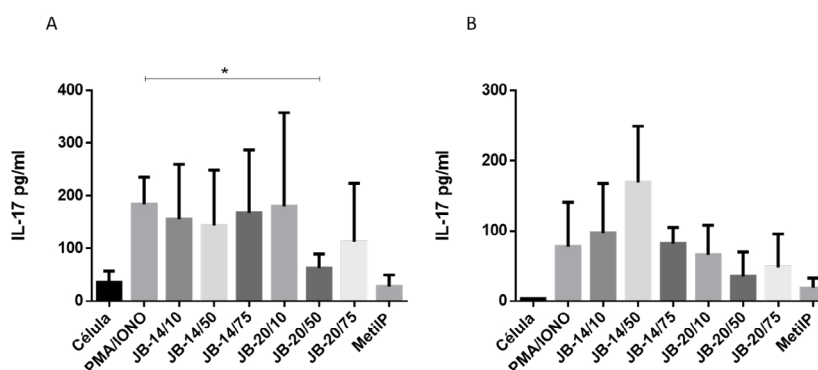 A
*
400
300
200
100
0
IL-17 pg/ml
Célula
PMA/IONO
JB-14/10
JB-14/50
JB-14/75
JB-20/10
JB-20/50
JB-20/75
MetilP
B
300
200
100
0
IL-17 pg/ml
Célula
PMA/IONO
JB-14/10
JB-14/50
JB-14/75
JB-20/10
JB-20/50
JB-20/75
MetilP